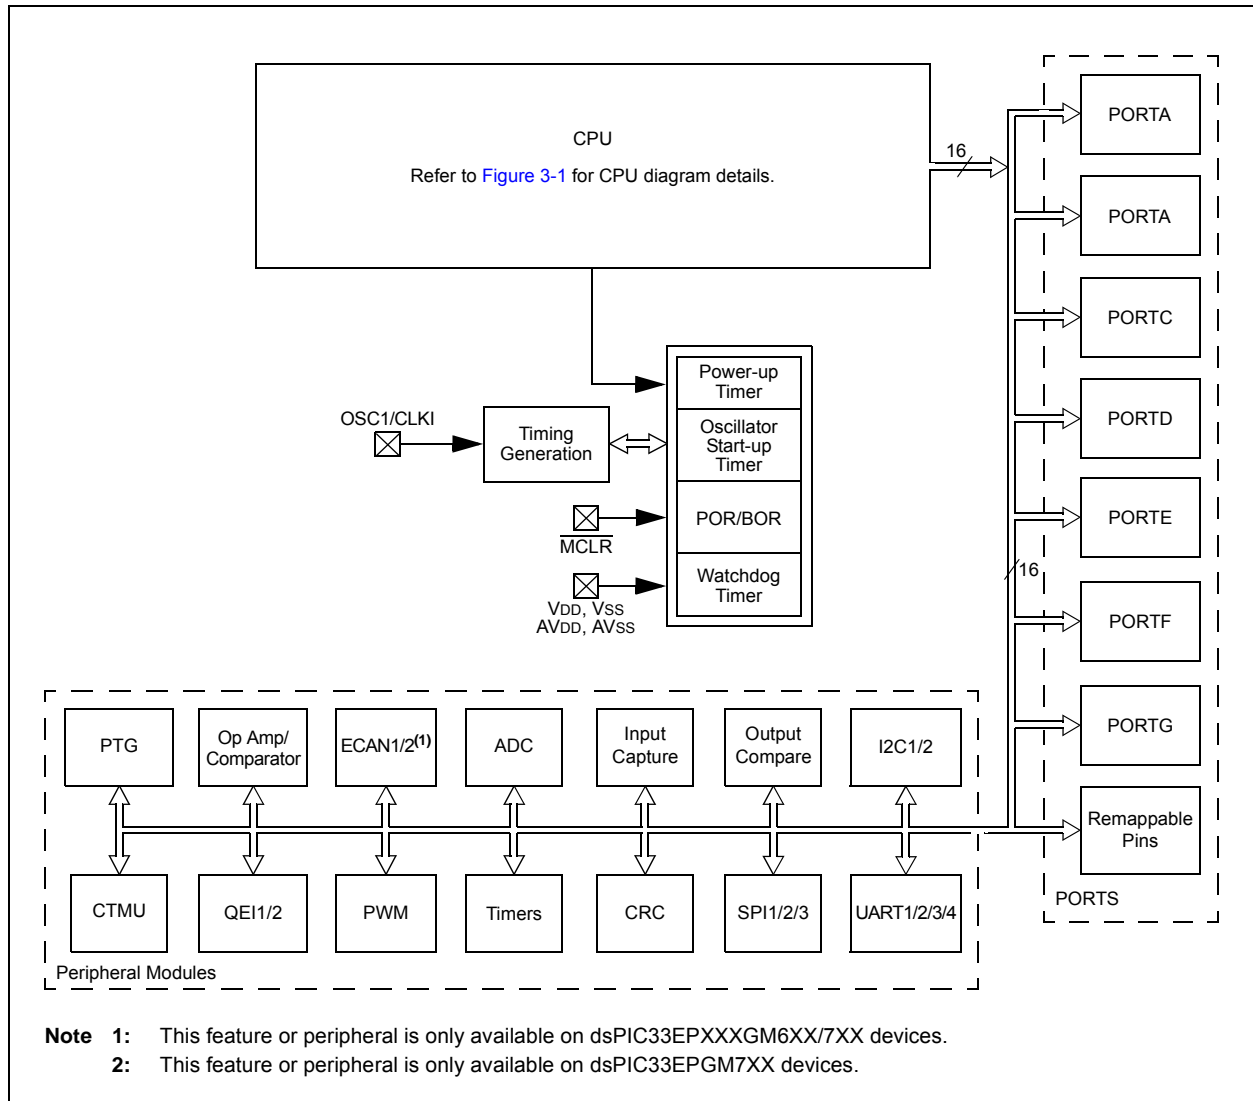 CPU
Refer to Figure 3-1 for CPU diagram details.
16
PORTA
PORTA
PORTC
PORTD
PORTE
16
PORTF
PORTG
Remappable
Pins
PORTS
Power-up
Timer
Oscillator
Start-up
Timer
POR/BOR
Watchdog
Timer
OSC1/CLKI
Timing
Generation
MCLR
VDD, VSS
AVDD, AVSS
PTG
Op Amp/
Comparator
ECAN1/2(1)
ADC
Input
Capture
Output
Compare
I2C1/2
CTMU
QEI1/2
PWM
Timers
CRC
SPI1/2/3
UART1/2/3/4
Peripheral Modules
Note 1: This feature or peripheral is only available on dsPIC33EPXXXGM6XX/7XX devices.
2: This feature or peripheral is only available on dsPIC33EPGM7XX devices.